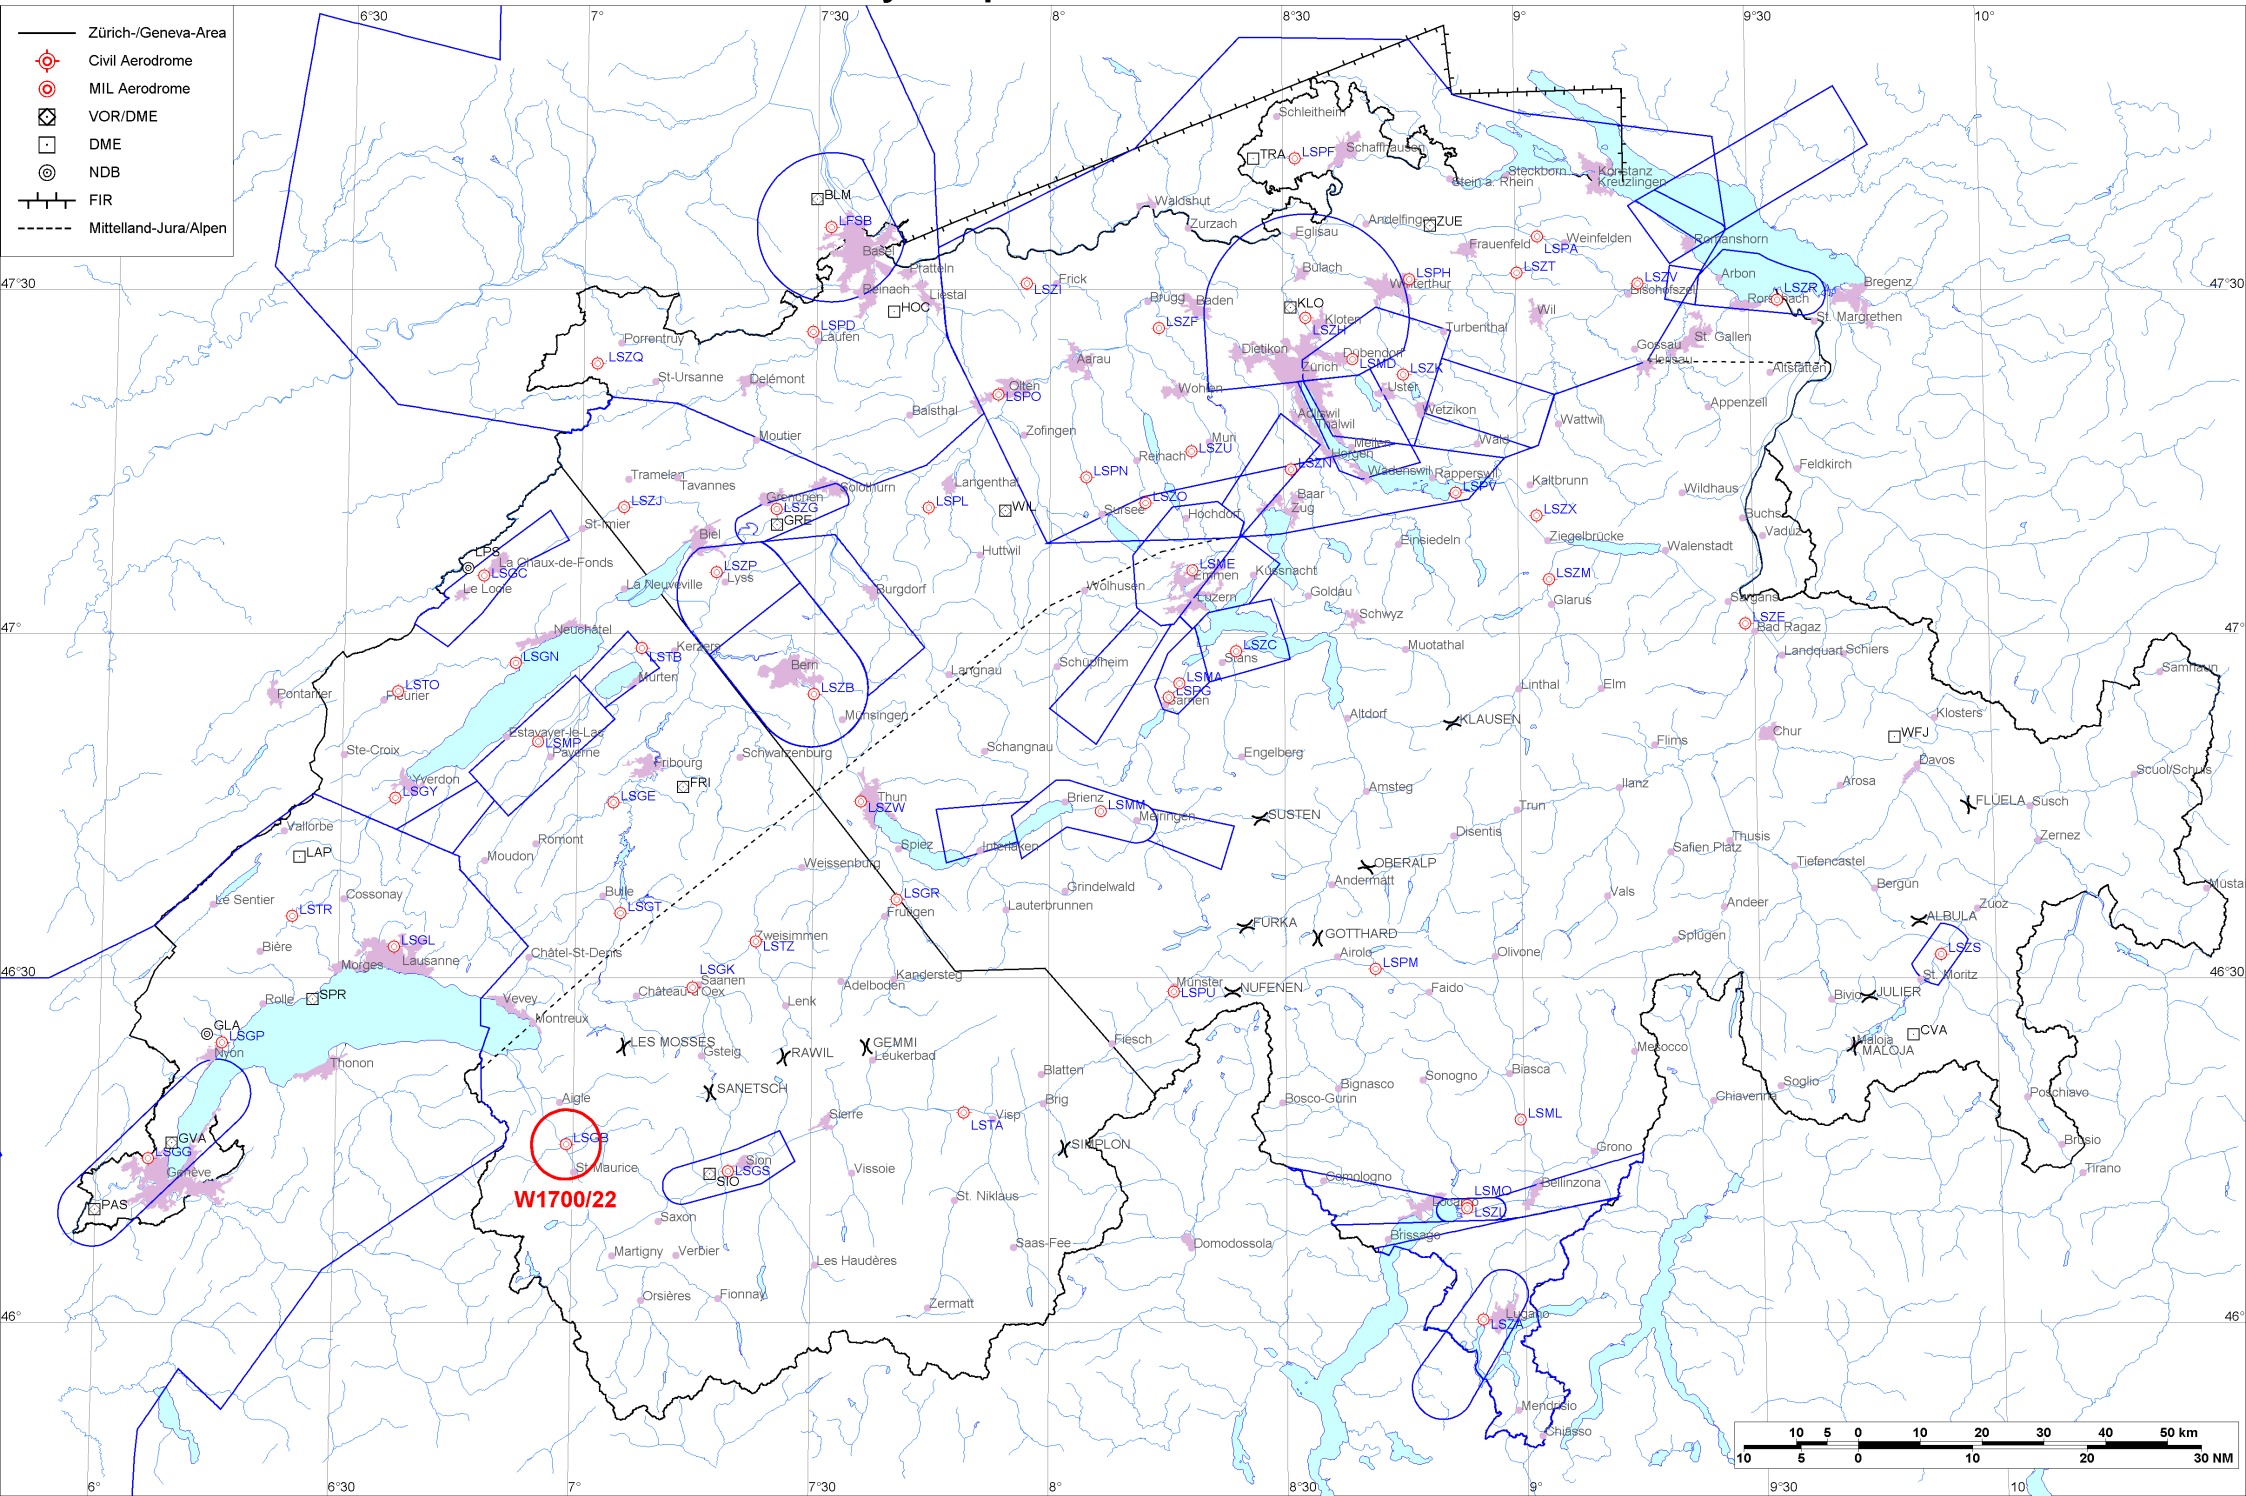 6°30
7°
7°30
8°
8°30
9°
9°30
10°
Zürich-/Geneva-Area
Civil Aerodrome
MIL Aerodrome
VOR/DME
DME
NDB
FIR
Mittelland-Jura/Alpen
Schleitheim
TRA
LSPF
Schaffhausen
Steckborn
Stein a. Rhein
Konstanz
Kreuzlingen
BLM
LFSB
Basel
Waldshut
Zurzach
Eglisau
Andelfingen
ZUE
Frauenfeld
LSPA
Weinfelden
Romanshorn
Pratteln
Reinach
Liestal
HOC
LSZI
Frick
Bülach
LSPH
Winterthur
LSZT
LSZV
Bischofszell
Arbon
LSZR
Rorschach
Bregenz
St. Margrethen
47°30
47°30
Brugg
Baden
LSZF
KLO
Kloten
LSZH
Turbenthal
Wil
St. Gallen
Gossau
Herisau
Altstätten
Porrentruy
LSZQ
LSPD
Laufen
St-Ursanne
Delémont
Aarau
Olten
LSPO
Balsthal
Wohlen
Dietikon
Zürich
Dübendorf
LSMD
LSZK
Uster
Wetzikon
Appenzell
Wattwil
Adliswil
Thalwil
Zofingen
Moutier
Muri
LSZU
Reinach
Meilen
Horgen
Wald
LSZN
Wädenswil
Rapperswil
LSPV
Kaltbrunn
Wildhaus
Feldkirch
Tramelan
Tavannes
LSPN
Langenthal
Solothurn
Grenchen
LSZG
GRE
LSZJ
St-Imier
LSPL
WIL
LSZO
Sursee
Hochdorf
Baar
Zug
LSZX
Ziegelbrücke
Buchs
Vaduz
Walenstadt
Biel
LPS
La Chaux-de-Fonds
LSGC
Le Locle
LSZP
Lyss
La Neuveville
Huttwil
Burgdorf
Einsiedeln
LSME
Emmen
Küssnacht
Luzern
Wolhusen
Goldau
Schwyz
LSZM
Glarus
Sargans
LSZE
Bad Ragaz
47°
47°
Neuchâtel
LSGN
LSTB
Kerzers
Murten
Bern
LSZB
Langnau
Schüpfheim
LSZC
Stans
LSMA
LSPG
Sarnen
Muotathal
Landquart
Schiers
Samnaun
Pontarlier
LSTO
Fleurier
Münsingen
Altdorf
KLAUSEN
Linthal
Elm
Klosters
Ste-Croix
Estavayer-le-Lac
LSMP
Payerne
Fribourg
Schwarzenburg
Schangnau
Engelberg
Flims
Chur
WFJ
Davos
Yverdon
LSGY
LSGE
FRI
Thun
LSZW
Brienz
LSMM
Meiringen
Amsteg
SUSTEN
Trun
Ilanz
Arosa
FLÜELA
Susch
Scuol/Schuls
Vallorbe
LAP
Moudon
Romont
Spiez
Interlaken
Weissenburg
Disentis
Safien Platz
Thusis
Tiefencastel
Zernez
OBERALP
Andermatt
Grindelwald
Lauterbrunnen
Le Sentier
Cossonay
LSTR
Bulle
LSGT
LSGR
Frutigen
Vals
Andeer
Bergün
Zuoz
ALBULA
FURKA
GOTTHARD
Bière
LSGL
Lausanne
Morges
Châtel-St-Denis
Zweisimmen
LSTZ
LSGK
Saanen
Château-d'Oex
Airolo
LSPM
Olivone
Splügen
LSZS
St. Moritz
46°30
46°30
Rolle
SPR
Vevey
Montreux
Lenk
Adelboden
Kandersteg
Münster
LSPU
NUFENEN
Faido
Bivio
JULIER
GLA
LSGP
Nyon
Thonon
LES MOSSES
Gsteig
RAWIL
GEMMI
Leukerbad
Fiesch
Mesocco
CVA
Maloja
MALOJA
SANETSCH
Aigle
Blatten
Brig
Bignasco
Sonogno
Biasca
Bosco-Gurin
Soglio
Chiavenna
Poschiavo
LSGB
St-Maurice
W1700/22
Sierre
LSTA
Visp
SIMPLON
LSML
Grono
Brusio
Tirano
GVA
LSGG
Genève
PAS
Sion
LSGS
SIO
Vissoie
St. Niklaus
Comologno
Locarno
LSMO
LSZL
Bellinzona
Saxon
Martigny
Verbier
Saas-Fee
Domodossola
Brissago
Les Haudères
Orsières
Fionnay
Zermatt
46°
46°
Lugano
LSZA
Mendrisio
Chiasso
10 5 0 10 20 30 40 50 km
10 5 0 10 20 30 NM
6°
6°30
7°
7°30
8°
8°30
9°
9°30
10°